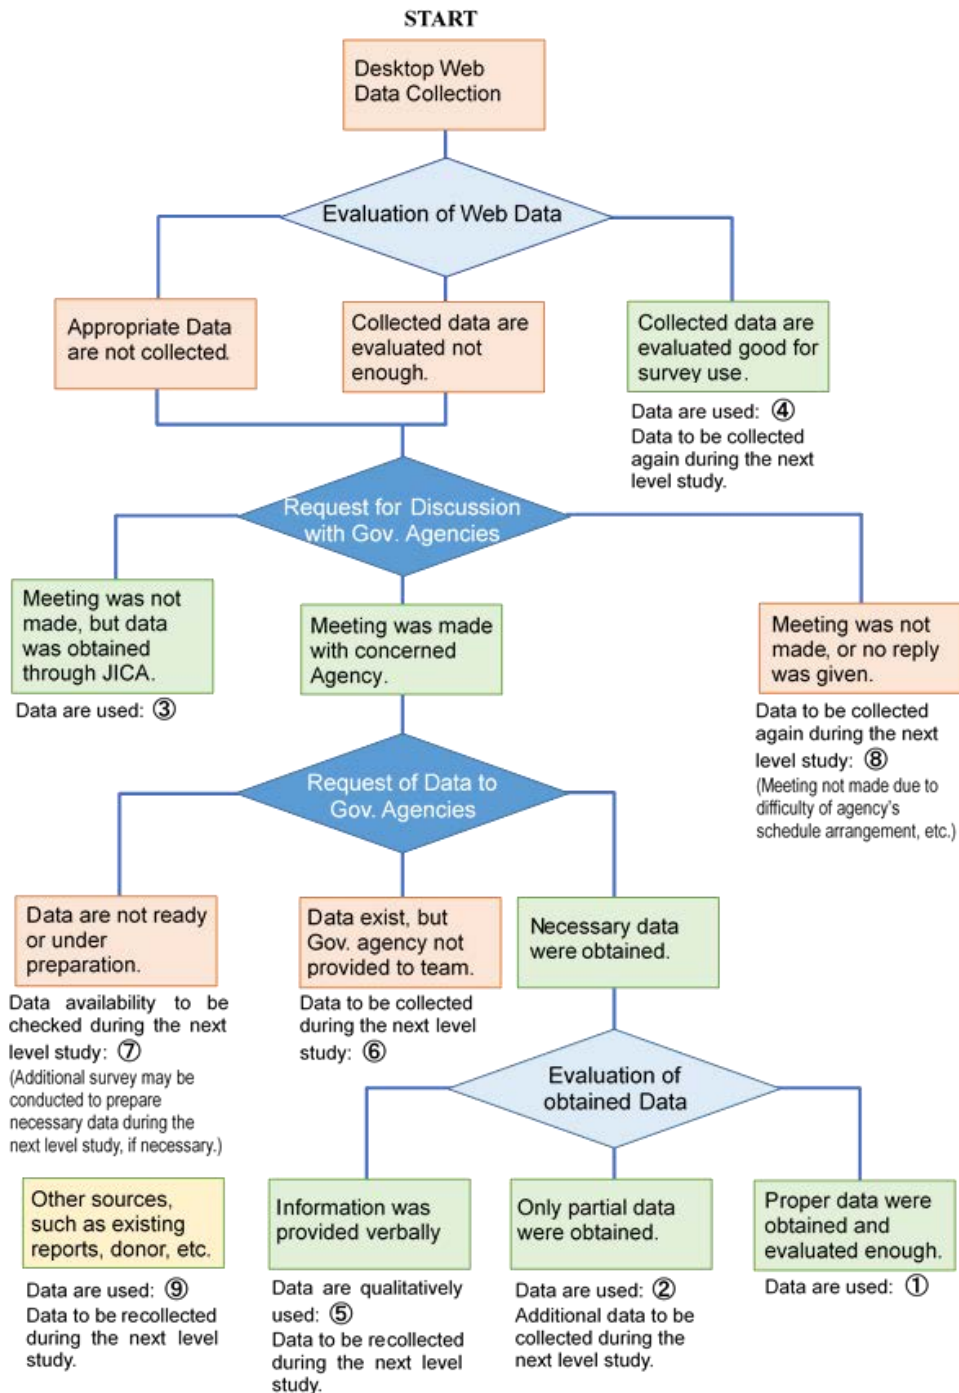 START
Desktop Web
Data Collection
Evaluation of Web Data
Appropriate Data
are not collected.
Collected data are
evaluated not
enough.
Collected data are
evaluated good for
survey use.
Data are used: ④
Data to be collected
again during the next
level study.
Request for Discussion
with Gov. Agencies
Meeting was not
made, but data
was obtained
through JICA.
Data are used: ③
Meeting was made
with concerned
Agency.
Meeting was not
made, or no reply
was given.
Data to be collected
again during the next
level study: ⑧
(Meeting not made due to
difficulty of agency's
schedule arrangement, etc.)
Request of Data to
Gov. Agencies
Data are not ready
or under
preparation.
Data availability to be
checked during the next
level study: ⑦
(Additional survey may be
conducted to prepare
necessary data during the
next level study, if necessary.)
Data exist, but
Gov. agency not
provided to team.
Data to be collected
during the next level
study: ⑥
Necessary data
were obtained.
Evaluation of
obtained Data
Other sources,
such as existing
reports, donor, etc.
Data are used: ⑨
Data to be recollected
during the next level
study.
Information was
provided verbally
Data are qualitatively
used: ⑤
Data to be recollected
during the next level
study.
Only partial data
were obtained.
Data are used: ②
Additional data to be
collected during the
next level study.
Proper data were
obtained and
evaluated enough.
Data are used: ①